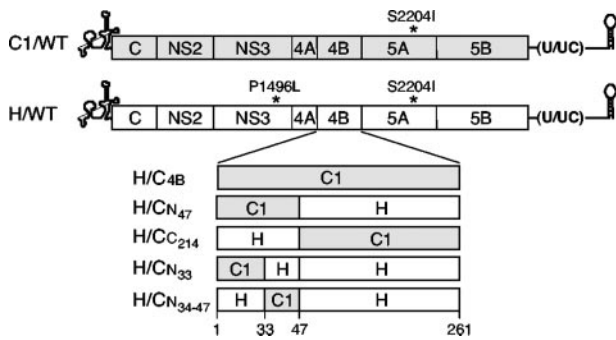 S2204I
*
C1/WT C NS2 NS3 4A 4B 5A 5B (U/UC)
P1496L S2204I
* *
H/WT C NS2 NS3 4A 4B 5A 5B (U/UC)
H/C4B C1
H/CN47 C1 H
H/CC214 H C1
H/CN33 C1 H H
H/CN34-47 H C1 H
1 33 47 261